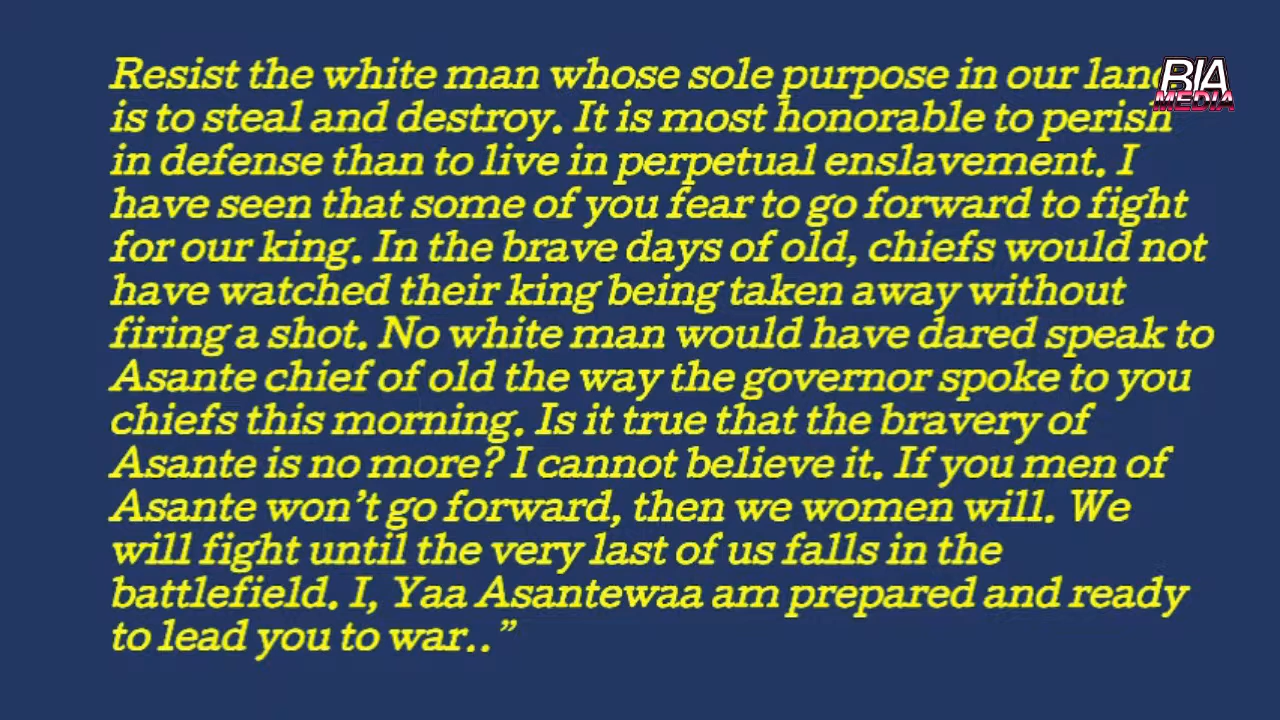 Resist the white man whose sole purpose in our land
is to steal and destroy. It is most honorable to perish
in defense than to live in perpetual enslavement. I
have seen that some of you fear to go forward to fight
for our king. In the brave days of old, chiefs would not
have watched their king being taken away without
firing a shot. No white man would have dared speak to
Asante chief of old the way the governor spoke to you
chiefs this morning. Is it true that the bravery of
Asante is no more? I cannot believe it. If you men of
Asante won’t go forward, then we women will. We
will fight until the very last of us falls in the
battlefield. I, Yaa Asantewaa am prepared and ready
to lead you to war..”
BIA
MEDIA